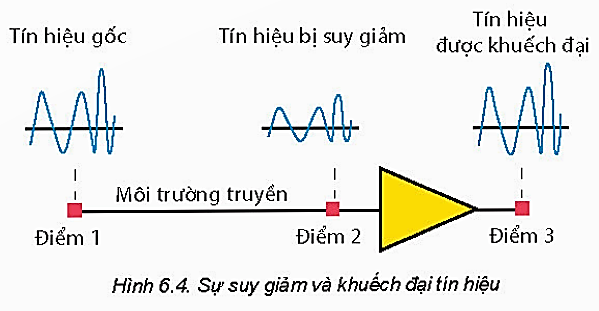 Tín hiệu gốc
Tín hiệu bị suy giảm
Tín hiệu
được khuếch đại
Môi trường truyền
Điểm 1
Điểm 2
Điểm 3
Hình 6.4. Sự suy giảm và khuếch đại tín hiệu